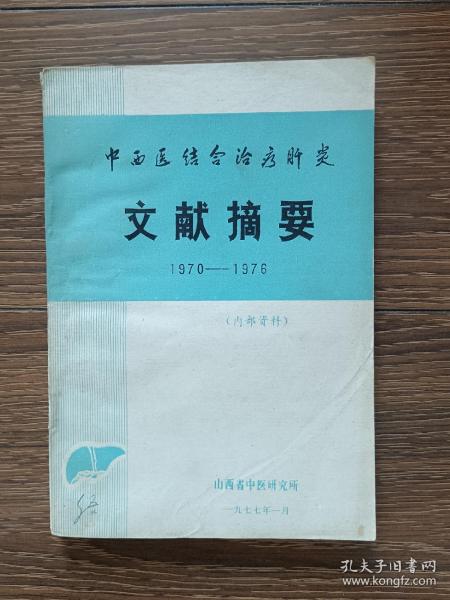 中西医结合治疗肝炎
文献摘要
1970——1976
（内部资料）
山西省中医研究所
一九七七年一月
孔夫子旧书网
www.kongfz.com